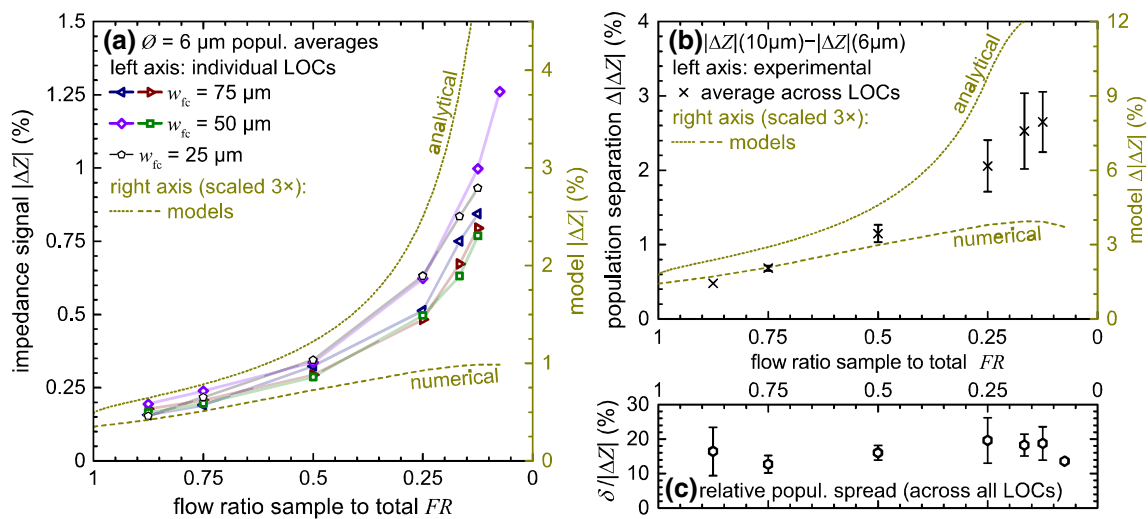 (a) Ø = 6 µm popul. averages
left axis: individual LOCs
w_fc = 75 µm
w_fc = 50 µm
w_fc = 25 µm
right axis (scaled 3×):
models
analytical
numerical
impedance signal |ΔZ| (%)
1.5
1.25
1
0.75
0.5
0.25
0
4
3
2
1
0
model |ΔZ| (%)
1 0.75 0.5 0.25 0
flow ratio sample to total FR
(b) |ΔZ|(10µm)−|ΔZ|(6µm)
left axis: experimental
average across LOCs
right axis (scaled 3×):
models
analytical
numerical
population separation Δ|ΔZ| (%)
4
3
2
1
0
12
9
6
3
0
model Δ|ΔZ| (%)
1 0.75 0.5 0.25 0
flow ratio sample to total FR
1 0.75 0.5 0.25 0
δ/|ΔZ| (%)
30
20
10
0
(c) relative popul. spread (across all LOCs)